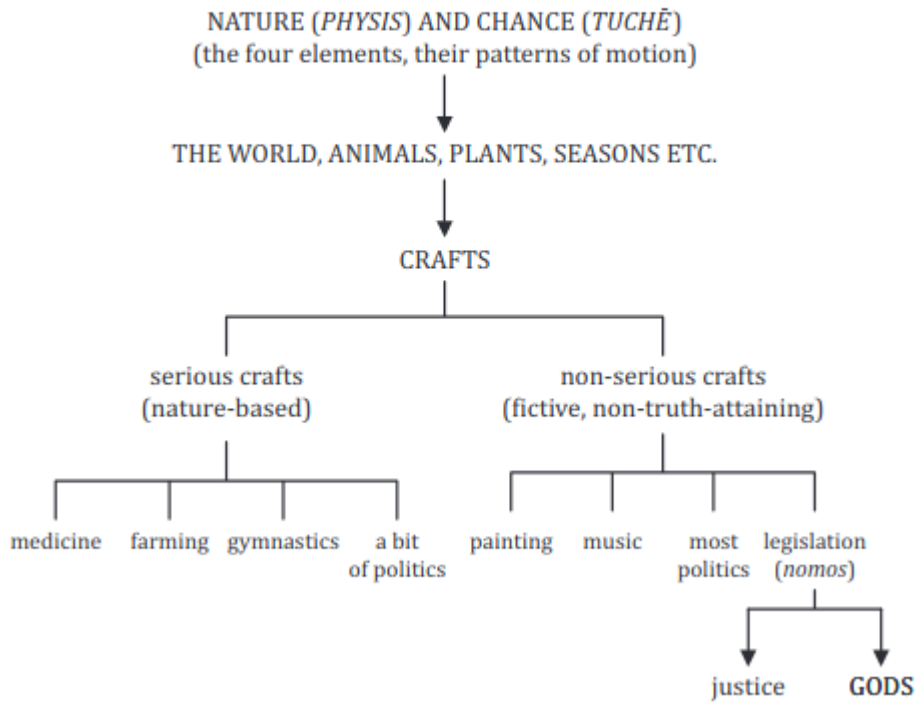 NATURE (PHYSIS) AND CHANCE (TUCHĒ)
(the four elements, their patterns of motion)
THE WORLD, ANIMALS, PLANTS, SEASONS ETC.
CRAFTS
serious crafts
(nature-based)
non-serious crafts
(fictive, non-truth-attaining)
medicine
farming
gymnastics
a bit
of politics
painting
music
most
politics
legislation
(nomos)
justice
GODS